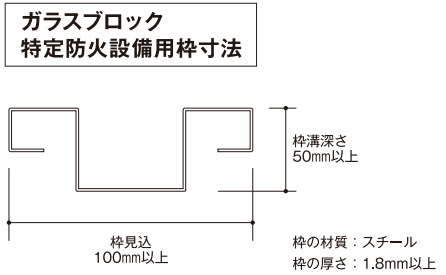 ガラスブロック
特定防火設備用枠寸法
枠溝深さ
50mm以上
枠見込
100mm以上
枠の材質：スチール
枠の厚さ：1.8mm以上